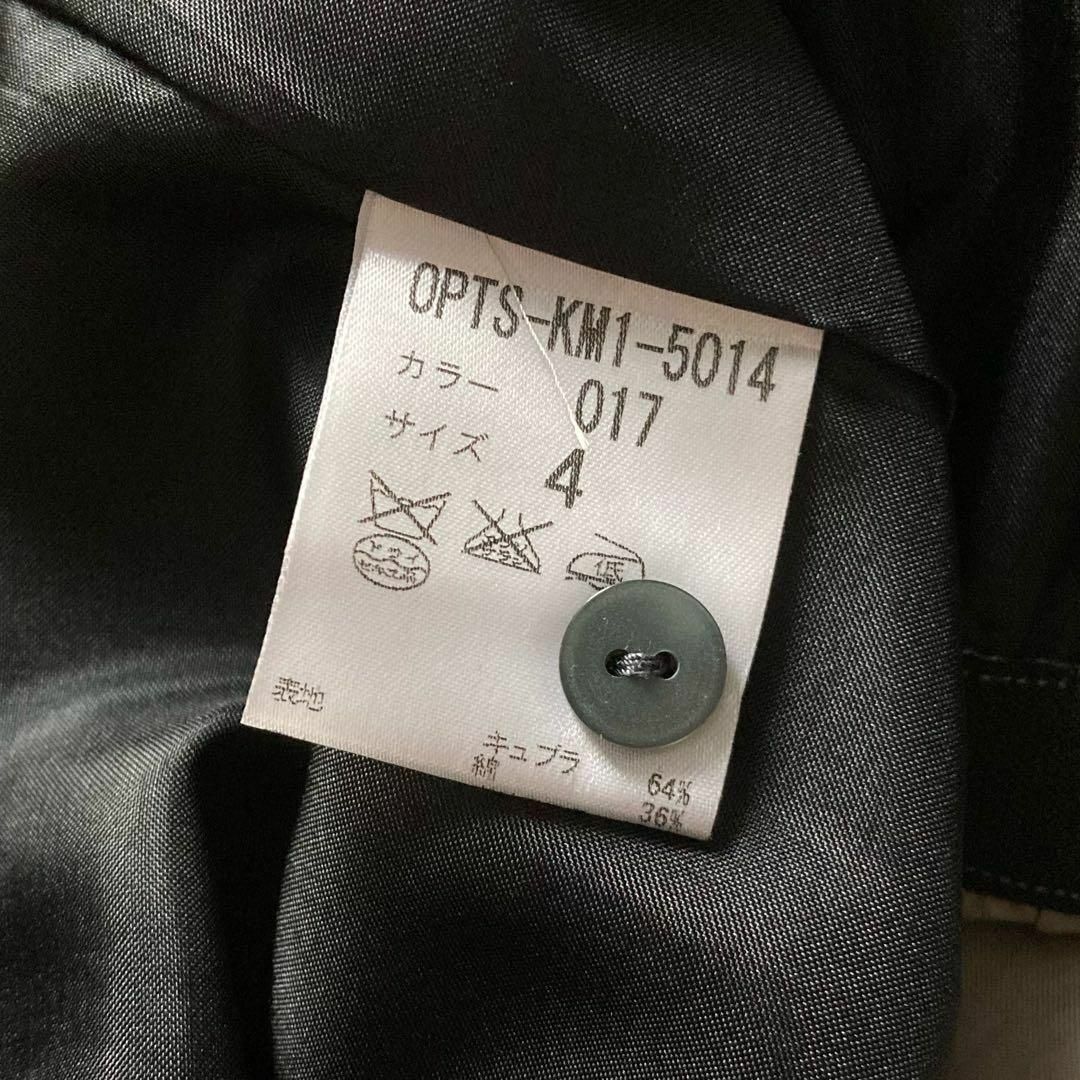 OPTS-KM1-5014
カラー 017
サイズ 4
低
表地
キュプラ 64%
綿 36%